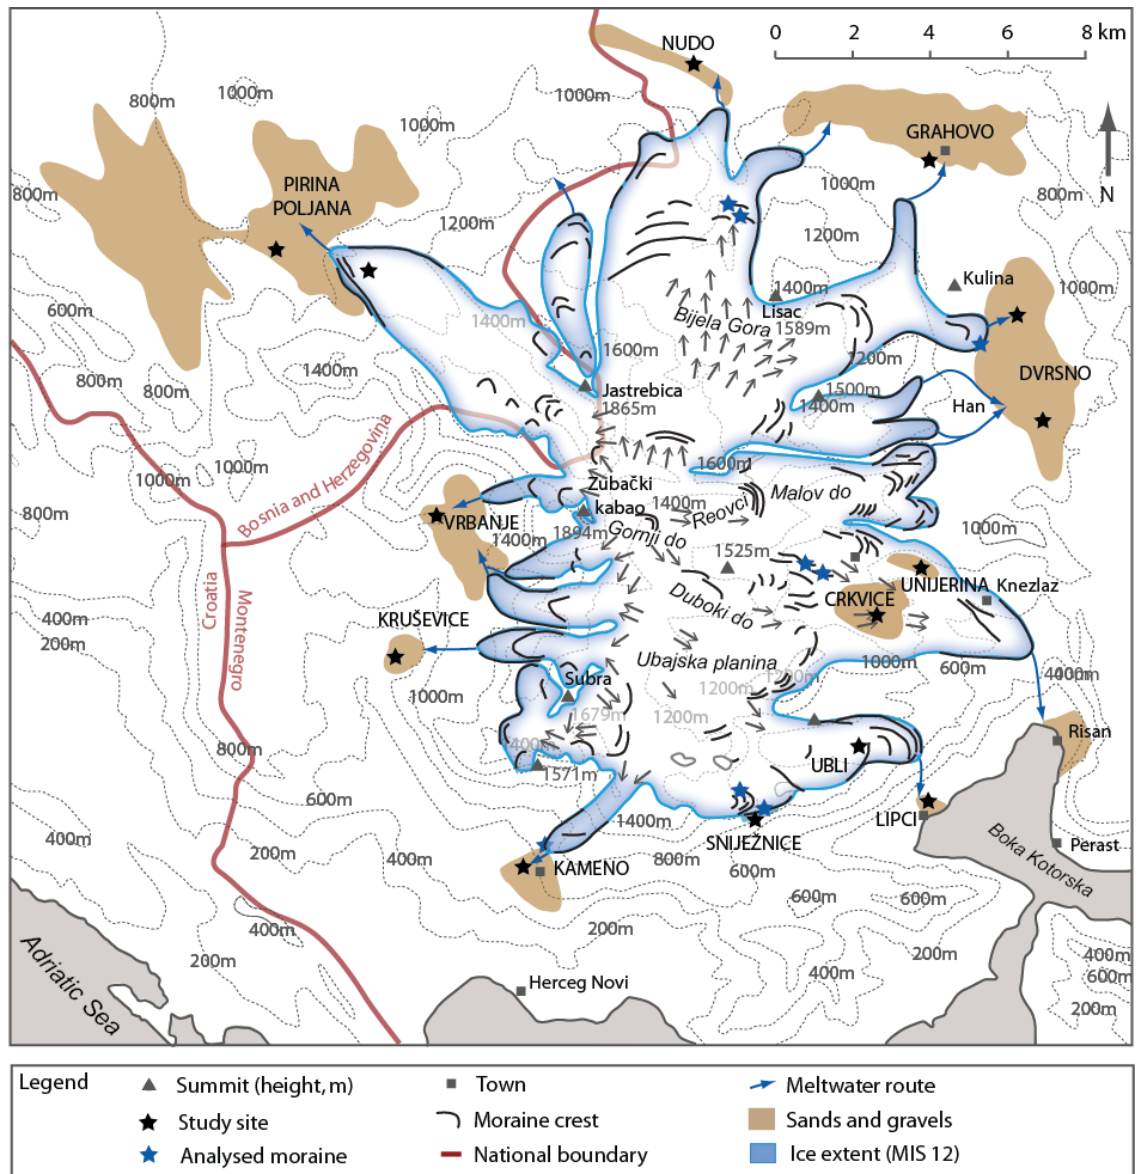 0 2 4 6 8 km
NUDO
800m
1000m
1000m
1000m
GRAHOVO
N
PIRINA
POLJANA
800m
1000m
800m
1200m
1200m
Kulina
1000m
1400m
Lisac
1589m
Bijela Gora
600m
1400m
1600m
1200m
DVRSNO
1400m
800m
800m
Jastrebica
1865m
1500m
1400m
Han
Bosnia and Herzegovina
1000m
1000m
1600m
Zubački
kabao
1894m
1400m
Reovci
Malov do
800m
VRBANJE
1400m
Gornji do
1000m
1525m
UNIJERINA
Knezlaz
Croatia
Montenegro
CRKVICE
Duboki do
400m
200m
KRUŠEVICE
Ubajska planina
1000m
600m
1200m
400m
1000m
Subra
1200m
1679m
1200m
Risan
800m
400m
1571m
UBLI
600m
1400m
LIPCI
SNIJEŽNICE
400m
200m
400m
KAMENO
800m
600m
Boka Kotorska
Perast
600m
600m
400m
200m
200m
Adriatic Sea
200m
400m
400m
600m
200m
Herceg Novi
Legend
Summit (height, m)
Town
Meltwater route
Study site
Moraine crest
Sands and gravels
Analysed moraine
National boundary
Ice extent (MIS 12)